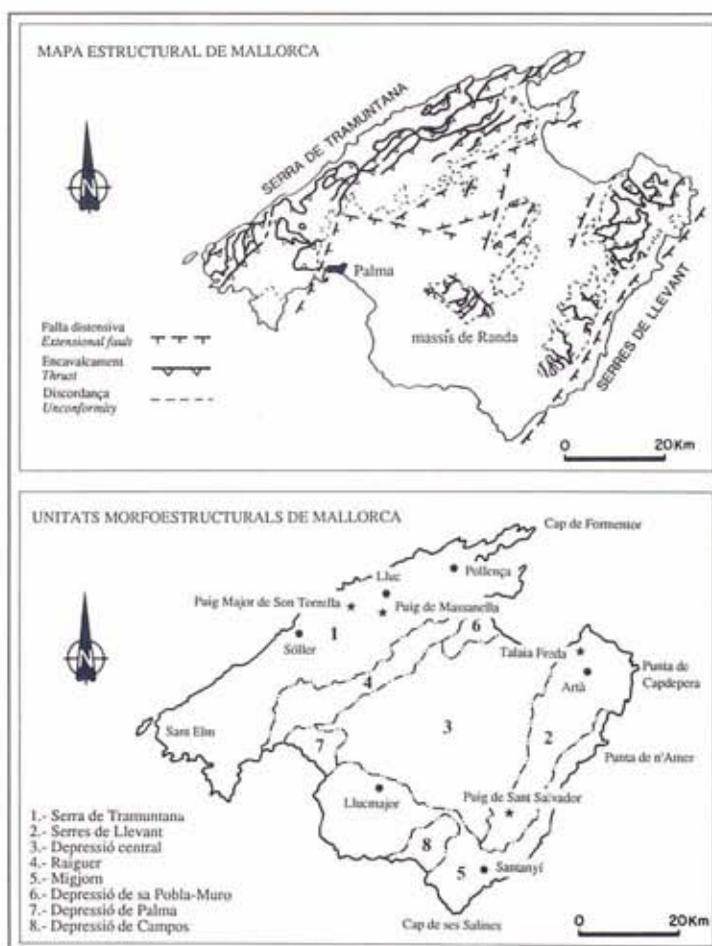 MAPA ESTRUCTURAL DE MALLORCA
SERRA DE TRAMUNTANA
N
Palma
massís de Randa
SERRES DE LLEVANT
Falla distensiva
Extensional fault
Encavalcament
Thrust
Discordança
Unconformity
0 20Km
UNITATS MORFOESTRUCTURALS DE MALLORCA
Cap de Formentor
Pollença
Lluc
Puig Major de Son Torrella
Puig de Massanella
N
1
6
Sóller
Talaia Freda
Punta de
Capdepera
Artà
4
3
2
Sant Elm
7
Punta de n'Amer
Llucmajor
Puig de Sant Salvador
8
5
Santanyí
Cap de ses Salines
1.- Serra de Tramuntana
2.- Serres de Llevant
3.- Depressió central
4.- Raiguer
5.- Migjorn
6.- Depressió de sa Pobla-Muro
7.- Depressió de Palma
8.- Depressió de Campos
0 20 Km